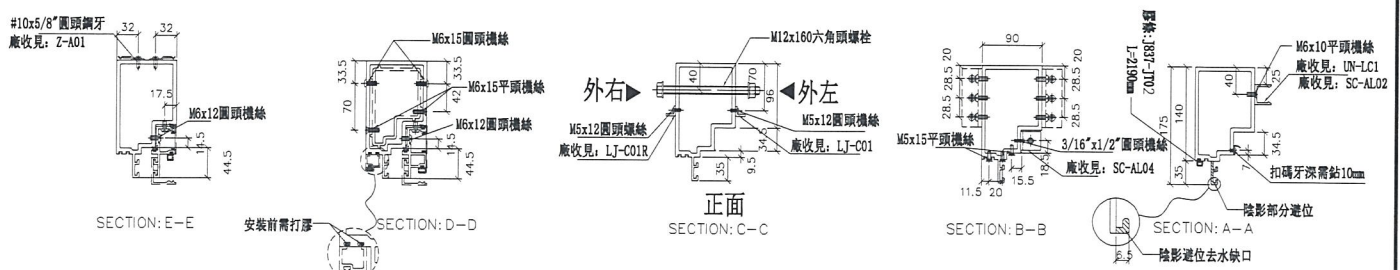 #10x5/8"圓頭鋼牙
廠收見: Z-A01
32
32
17.5
M6x12圓頭機絲
14.5
44.5
SECTION: E-E
M6x15圓頭機絲
33.5
33.5
70
42
M6x15平頭機絲
M6x12圓頭機絲
14.5
44.5
安裝前需打膠
SECTION: D-D
M12x160六角頭螺栓
40
70
96
外右
外左
M5x12圓頭螺絲
廠收見: LJ-C01R
M5x12圓頭機絲
廠收見: LJ-C01
34.5
35
9.5
正面
SECTION: C-C
90
20
28.5
28.5
20
28.5
28.5
28.5
M5x15平頭機絲
3/16"x1/2"圓頭機絲
廠收見: SC-AL04
15.5
18.5
11.5
20
SECTION: B-B
膠條: J837-JT02
L=2190mm
M6x10平頭機絲
廠收見: UN-LC1
廠收見: SC-AL02
40
25
175
140
35
34.5
7
扣碼牙深需鉆10mm
陰影部分避位
SECTION: A-A
陰影避位去水缺口
6.5